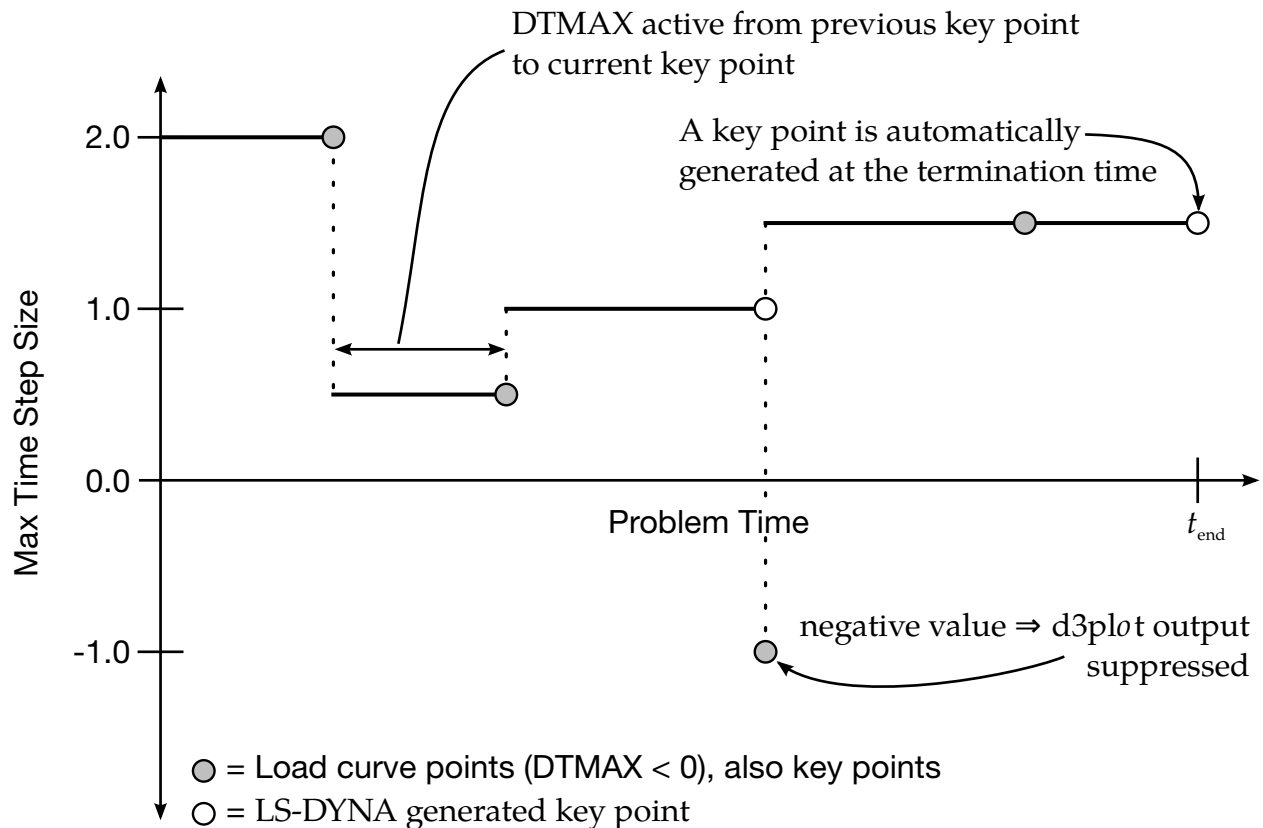 DTMAX active from previous key point
to current key point
A key point is automatically
generated at the termination time
2.0
1.0
0.0
-1.0
Max Time Step Size
Problem Time
t_end
negative value ⇒ d3plot output
suppressed
= Load curve points (DTMAX < 0), also key points
= LS-DYNA generated key point